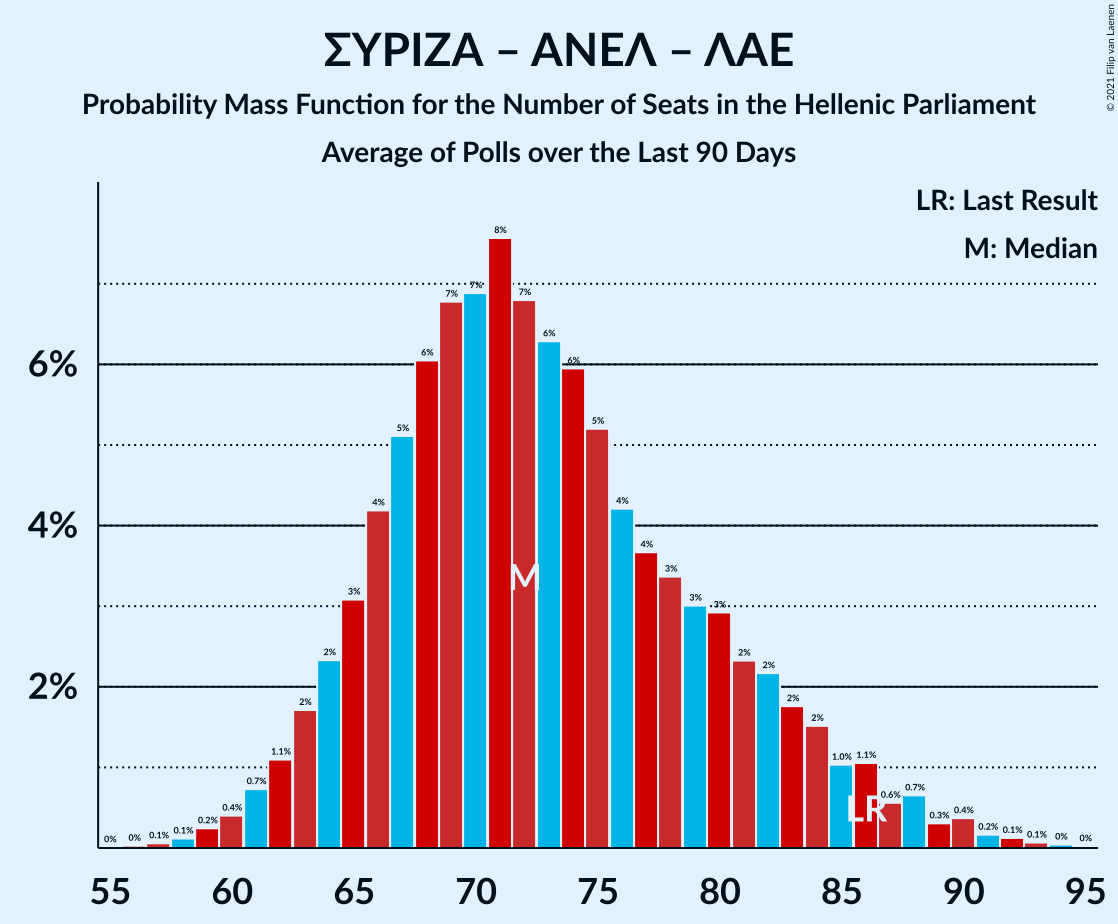 © 2021 Filip van Laenen
ΣΥΡΙΖΑ – ΑΝΕΛ – ΛΑΕ
Probability Mass Function for the Number of Seats in the Hellenic Parliament
Average of Polls over the Last 90 Days
LR: Last Result
M: Median
6%
4%
2%
0% 0% 0.1% 0.1% 0.2% 0.4% 0.7% 1.1% 2% 2% 3% 4% 5% 6% 7% 7% 8% 7% 6% 6% 5% 4% 4% 3% 3% 3% 2% 2% 2% 2% 1.0% 1.1% 0.6% 0.7% 0.3% 0.4% 0.2% 0.1% 0.1% 0% 0%
M
LR
55 60 65 70 75 80 85 90 95